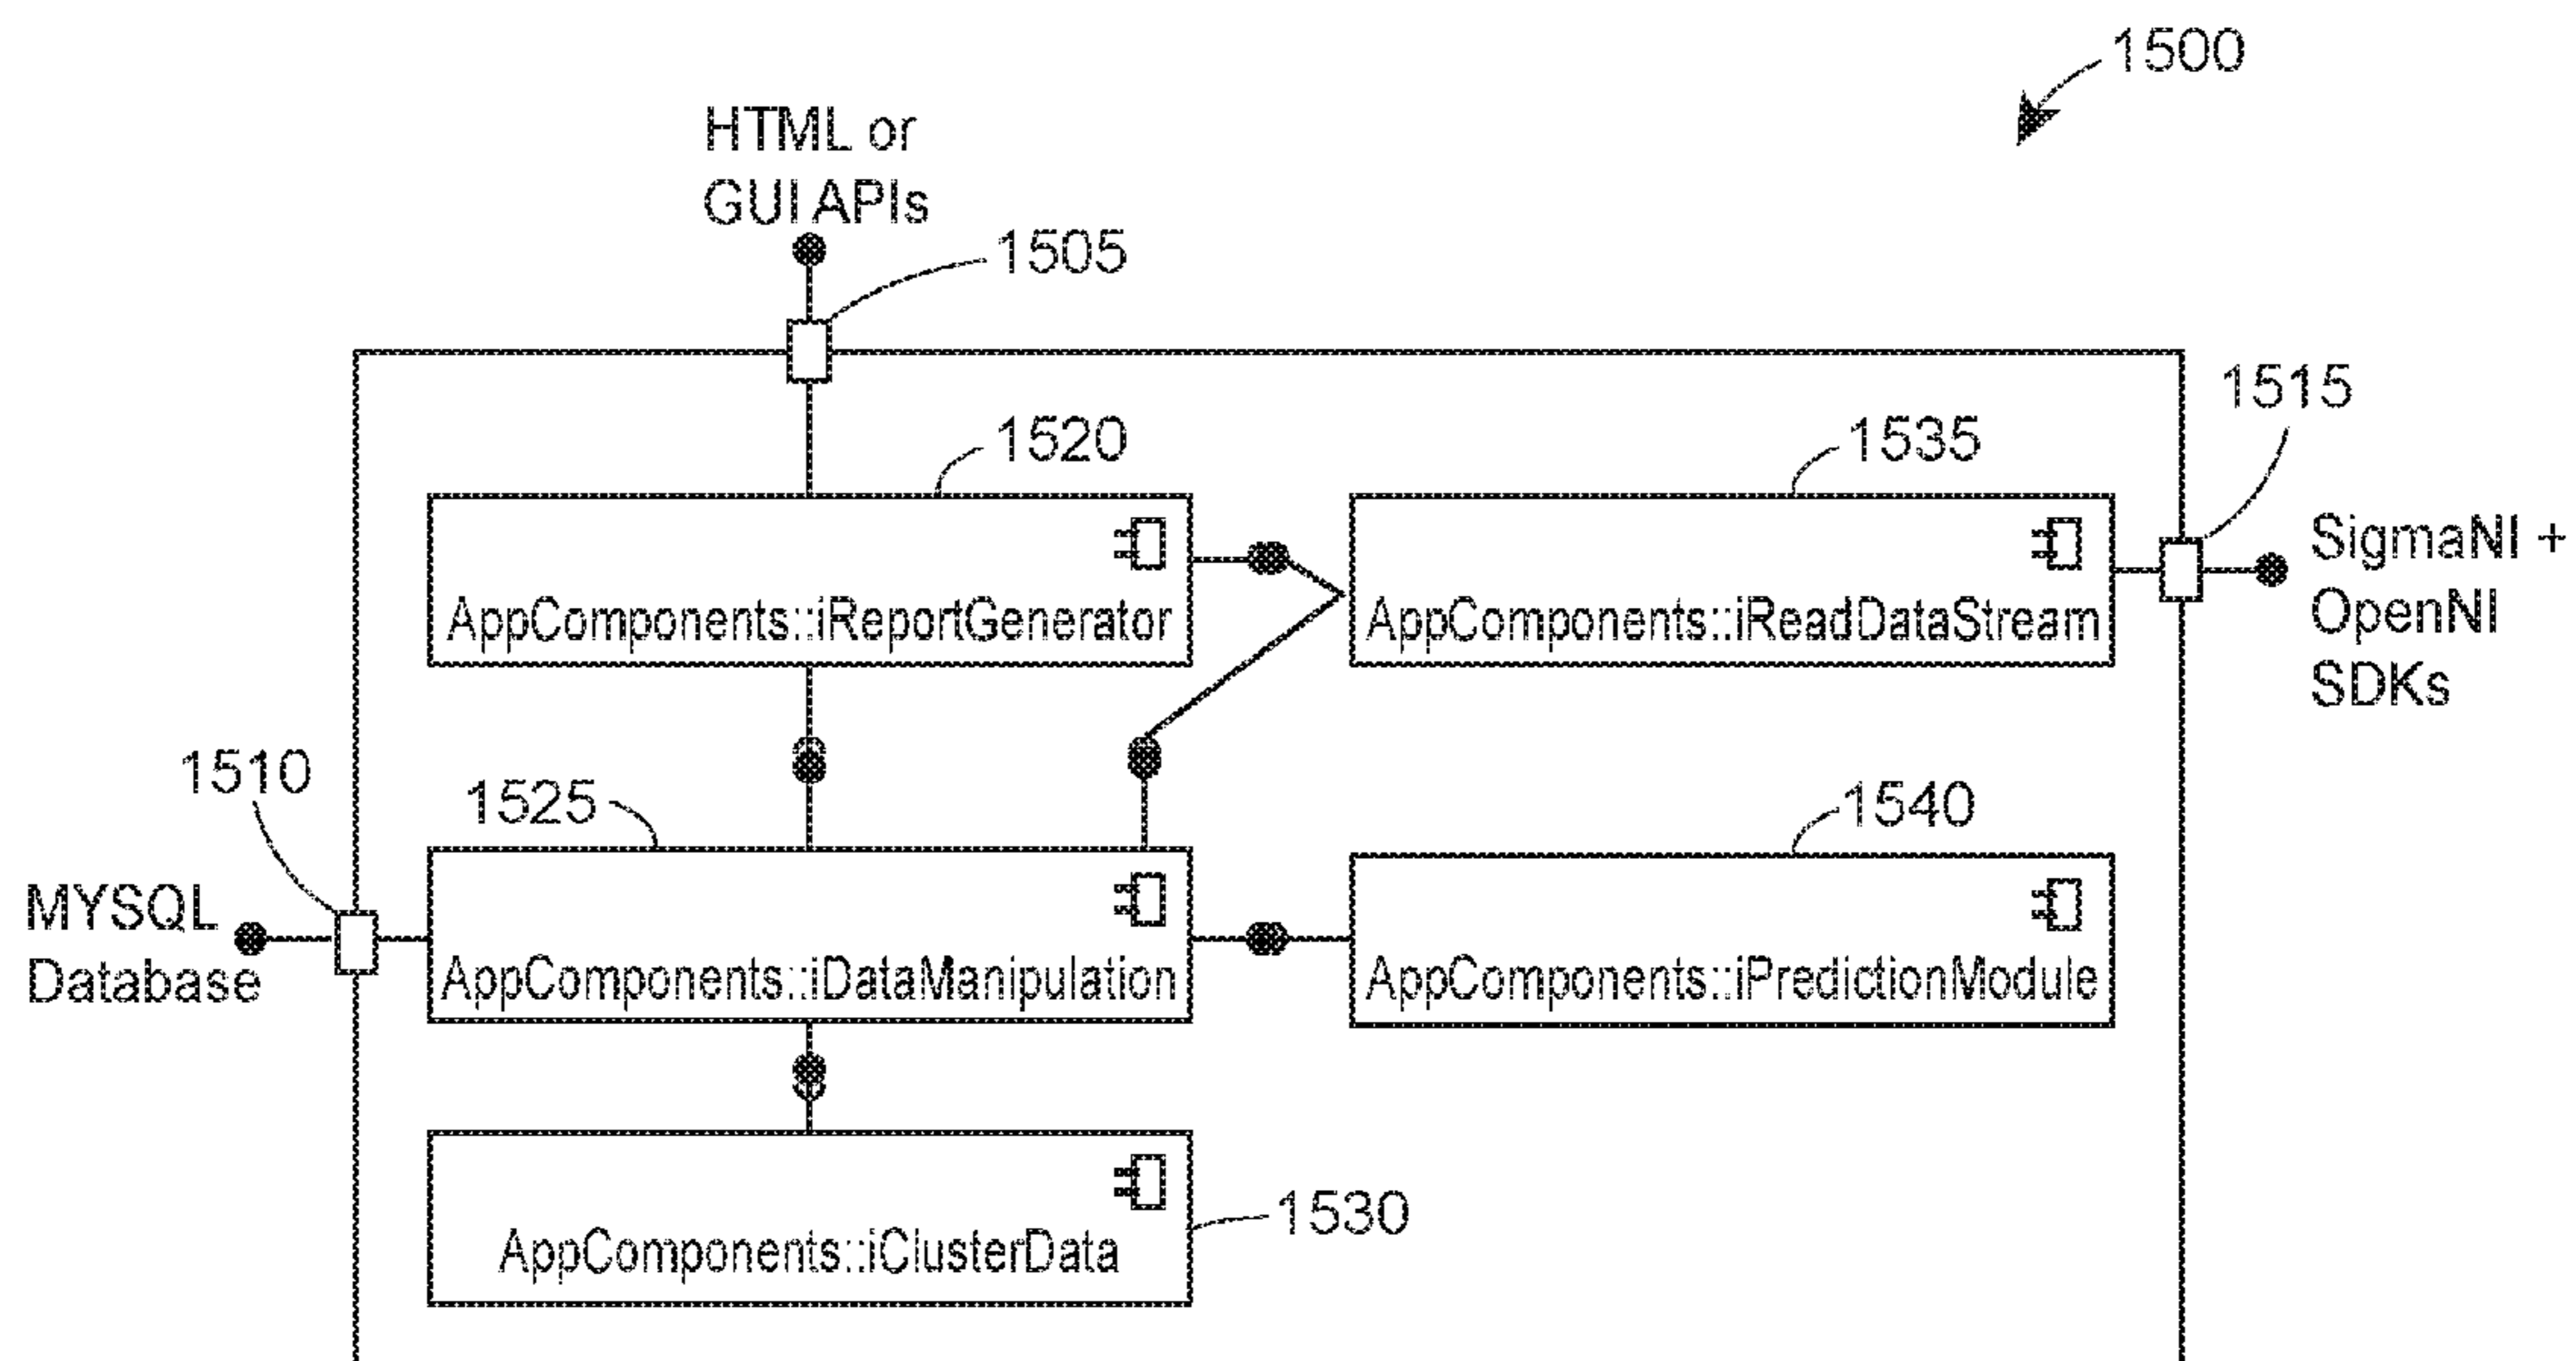 1500
HTML or
GUI APIs
1505
1515
1520
1535
SigmaNI +
OpenNI
SDKs
AppComponents::iReportGenerator
AppComponents::iReadDataStream
1510
1525
1540
MYSQL
Database
AppComponents::iDataManipulation
AppComponents::iPredictionModule
1530
AppComponents::iClusterData